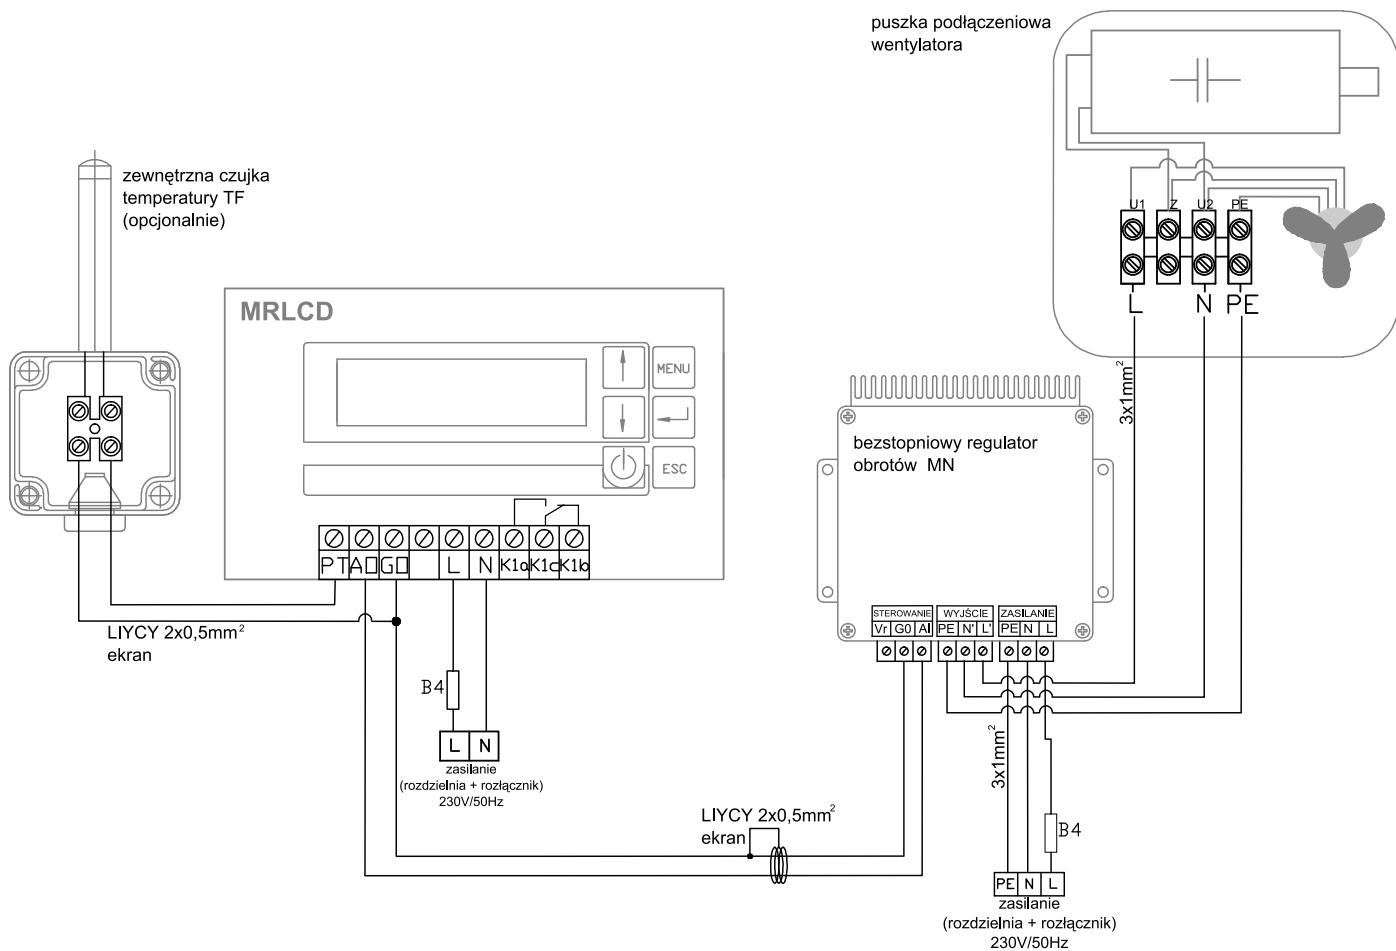 puszka podłączeniowa
wentylatora
zewnętrzna czujka
temperatury TF
(opcjonalnie)
U1 Z U2 PE
L N PE
MRLCD
MENU
ESC
3x1mm²
bezstopniowy regulator
obrotów MN
PT AO GO L N K1a K1c K1b
STEROWANIE WYJŚCIE ZASILANIE
Vr G0 AI PE N' L' PE N L
LIYCY 2x0,5mm²
ekran
B4
L N
zasilanie
(rozdzielnia + rozłącznik)
230V/50Hz
3x1mm²
LIYCY 2x0,5mm²
ekran
B4
PE N L
zasilanie
(rozdzielnia + rozłącznik)
230V/50Hz